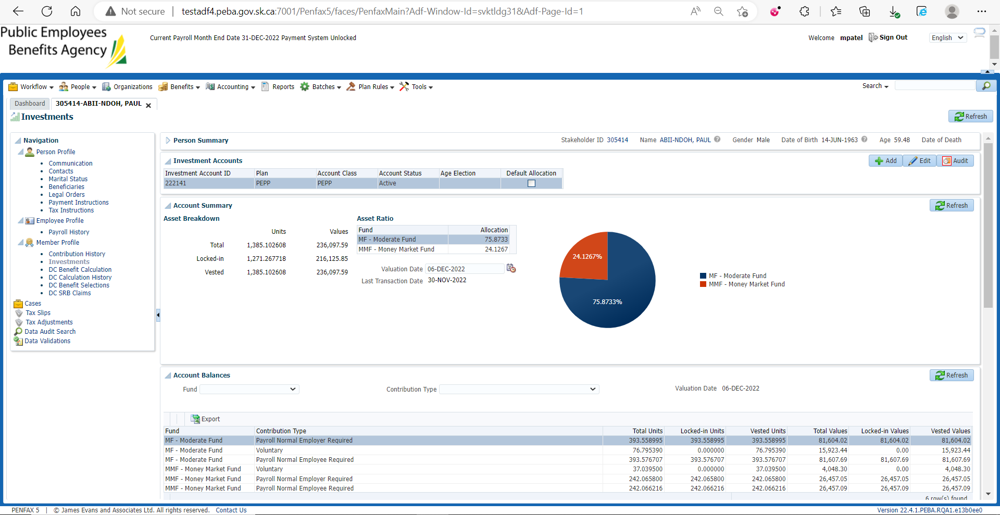 Not secure | testadf4.peba.gov.sk.ca:7001/Penfax5/faces/PenfaxMain?Adf-Window-Id=svktldg31&Adf-Page-Id=1
Public Employees
Benefits Agency
Current Payroll Month End Date 31-DEC-2022 Payment System Unlocked
Welcome mpatel Sign Out English
Workflow People Organizations Benefits Accounting Reports Batches Plan Rules Tools Search
Dashboard 305414-ABII-NDOH, PAUL
Investments Refresh
Navigation
Person Profile
Communication
Contacts
Marital Status
Beneficiaries
Legal Orders
Payment Instructions
Tax Instructions
Employee Profile
Payroll History
Member Profile
Contribution History
Investments
DC Benefit Calculation
DC Calculation History
DC Benefit Selections
DC SRB Claims
Cases
Tax Slips
Tax Adjustments
Data Audit Search
Data Validations
Person Summary Stakeholder ID 305414 Name ABII-NDOH, PAUL Gender Male Date of Birth 14-JUN-1963 Age 59.48 Date of Death
Investment Accounts Add Edit Audit
Investment Account ID Plan Account Class Account Status Age Election Default Allocation
222141 PEPP PEPP Active
Account Summary Refresh
Asset Breakdown
Units Values
Total 1,385.102608 236,097.59
Locked-in 1,271.267718 216,125.85
Vested 1,385.102608 236,097.59
Asset Ratio
Fund Allocation
MF - Moderate Fund 75.8733
MMF - Money Market Fund 24.1267
Valuation Date 06-DEC-2022
Last Transaction Date 30-NOV-2022
24.1267%
75.8733%
MF - Moderate Fund
MMF - Money Market Fund
Account Balances Refresh
Fund Contribution Type Valuation Date 06-DEC-2022
Export
Fund Contribution Type Total Units Locked-in Units Vested Units Total Values Locked-in Values Vested Values
MF - Moderate Fund Payroll Normal Employer Required 393.558995 393.558995 393.558995 81,604.02 81,604.02 81,604.02
MF - Moderate Fund Voluntary 76.795390 0.000000 76.795390 15,923.44 0.00 15,923.44
MF - Moderate Fund Payroll Normal Employee Required 393.576707 393.576707 393.576707 81,607.69 81,607.69 81,607.69
MMF - Money Market Fund Voluntary 37.039500 0.000000 37.039500 4,048.30 0.00 4,048.30
MMF - Money Market Fund Payroll Normal Employer Required 242.065800 242.065800 242.065800 26,457.05 26,457.05 26,457.05
MMF - Money Market Fund Payroll Normal Employee Required 242.066216 242.066216 242.066216 26,457.09 26,457.09 26,457.09
6 row(s) found
PENFAX 5 | © James Evans and Associates Ltd. All rights reserved. Contact Us Version 22.4.1.PEBA.RQA1.e13b0ee0